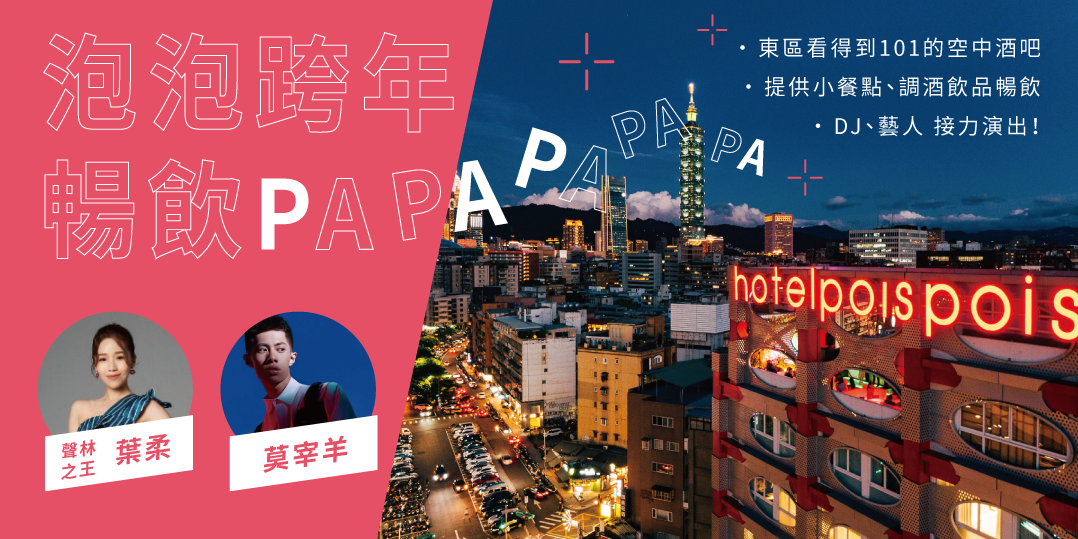 泡泡跨年
暢飲PAPAPAPAPA
・東區看得到101的空中酒吧
・提供小餐點、調酒飲品暢飲
・DJ、藝人 接力演出!
hotelpoispois
聲林之王 葉柔
莫宰羊